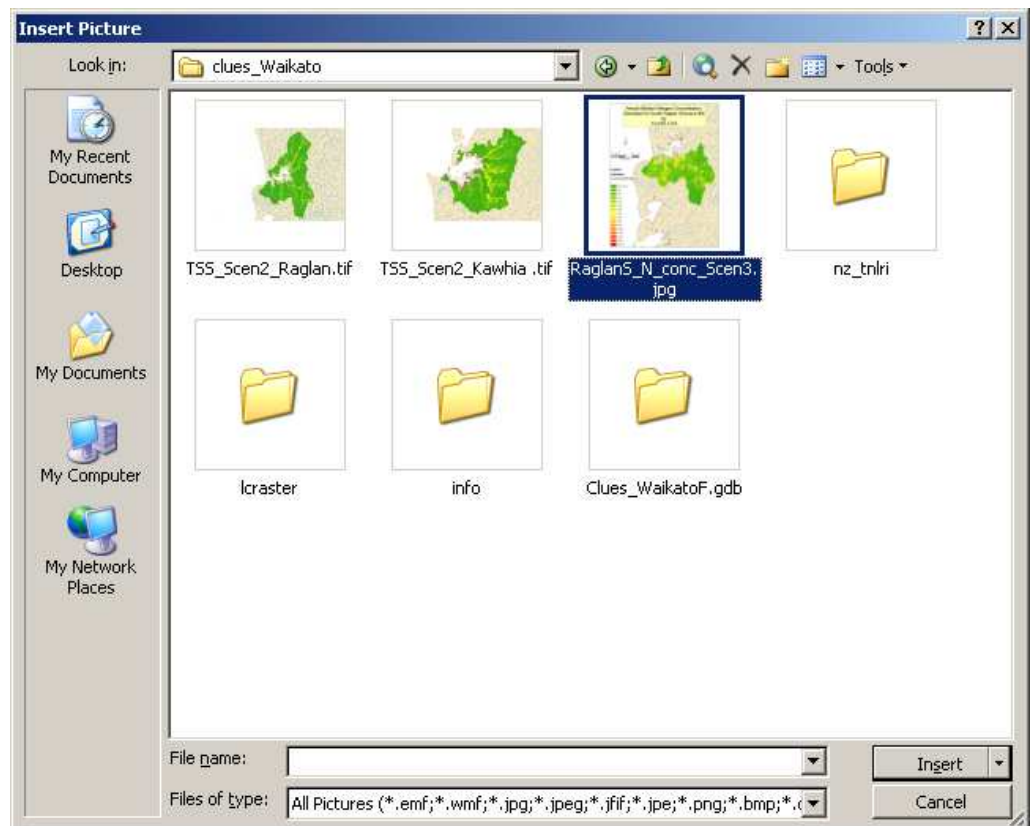 Insert Picture
Look in:
clues_Waikato
Tools
My Recent
Documents
Desktop
My Documents
My Computer
My Network
Places
TSS_Scen2_Raglan.tif
TSS_Scen2_Kawhia .tif
RaglanS_N_conc_Scen3.
jpg
nz_tnlri
lcraster
info
Clues_WaikatoF.gdb
File name:
Insert
Files of type:
All Pictures (*.emf;*.wmf;*.jpg;*.jpeg;*.jfif;*.jpe;*.png;*.bmp;*.
Cancel